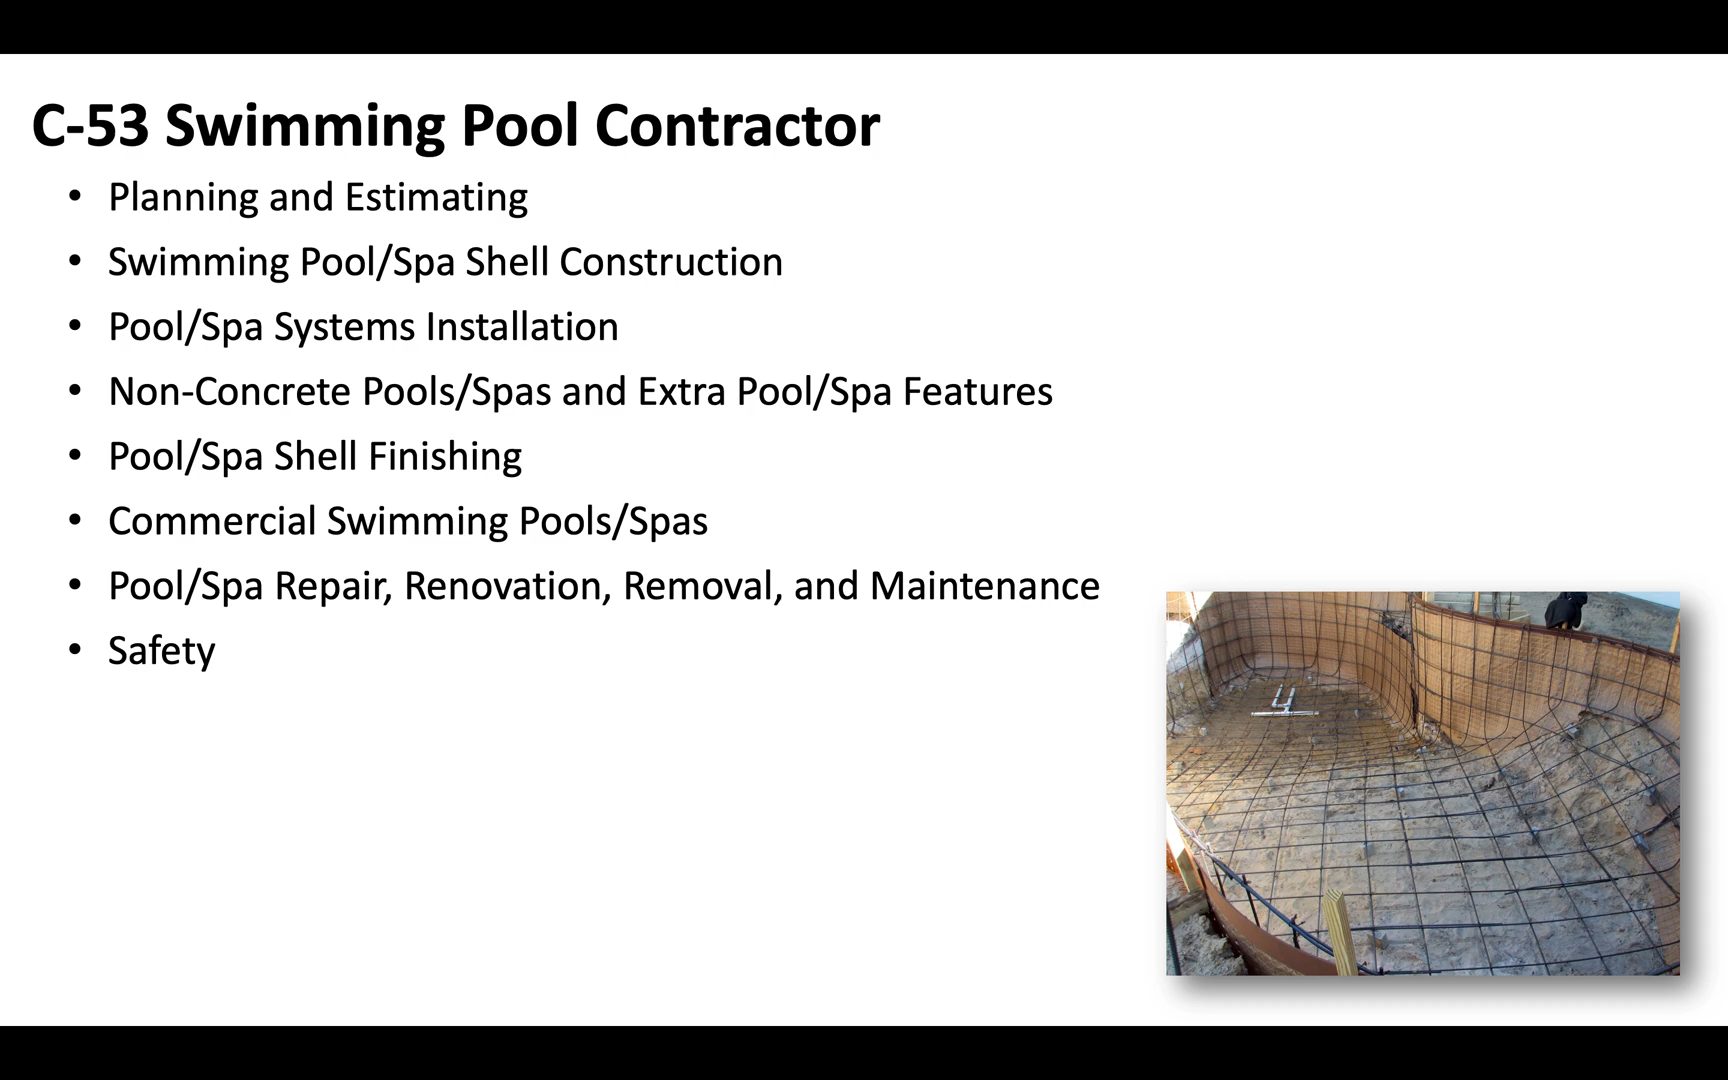 C-53 Swimming Pool Contractor
• Planning and Estimating
• Swimming Pool/Spa Shell Construction
• Pool/Spa Systems Installation
• Non-Concrete Pools/Spas and Extra Pool/Spa Features
• Pool/Spa Shell Finishing
• Commercial Swimming Pools/Spas
• Pool/Spa Repair, Renovation, Removal, and Maintenance
• Safety